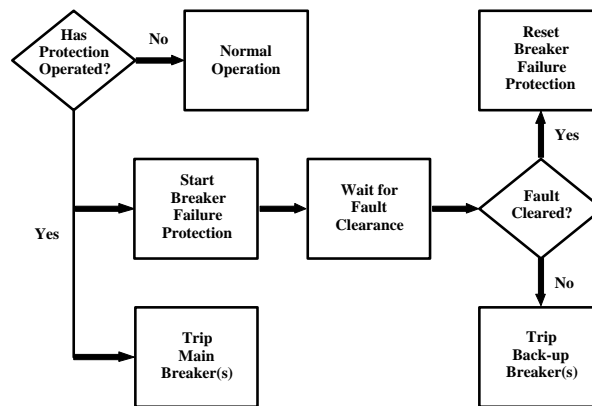 Has
Protection
Operated?
No
Normal
Operation
Reset
Breaker
Failure
Protection
Yes
Yes
Start
Breaker
Failure
Protection
Wait for
Fault
Clearance
Fault
Cleared?
No
Trip
Main
Breaker(s)
Trip
Back-up
Breaker(s)